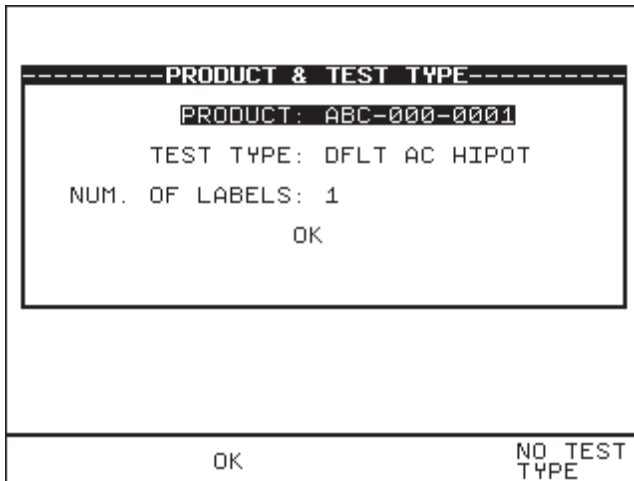 ---------PRODUCT & TEST TYPE----------
PRODUCT: ABC-000-0001
TEST TYPE: DFLT AC HIPOT
NUM. OF LABELS: 1
OK
OK
NO TEST
TYPE